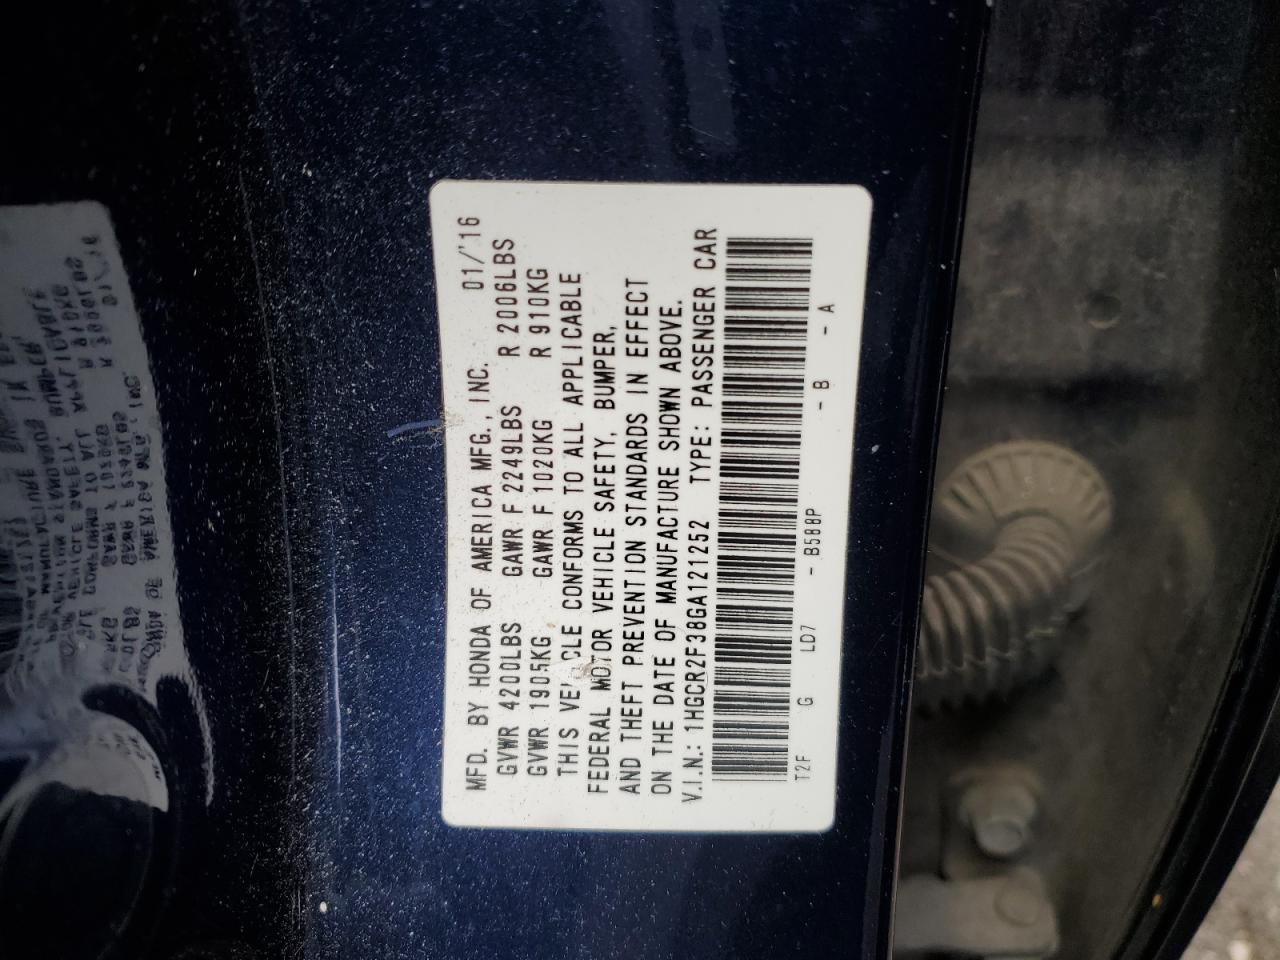 MFD. BY HONDA OF AMERICA MFG., INC. 01/'16
GVWR 4200LBS GAWR F 2249LBS R 2006LBS
GVWR 1905KG GAWR F 1020KG R 910KG
THIS VEHICLE CONFORMS TO ALL APPLICABLE
FEDERAL MOTOR VEHICLE SAFETY, BUMPER,
AND THEFT PREVENTION STANDARDS IN EFFECT
ON THE DATE OF MANUFACTURE SHOWN ABOVE.
V.I.N.: 1HGCR2F38GA121252 TYPE: PASSENGER CAR
T2F G LD7 - B588P - B - A